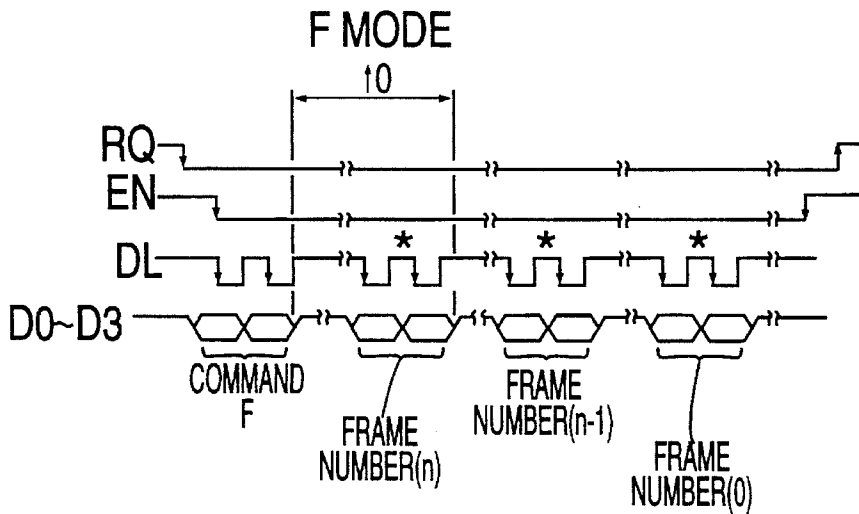 F MODE
t0
RQ
EN
DL
* * *
D0~D3
COMMAND
F
FRAME
NUMBER(n)
FRAME
NUMBER(n-1)
FRAME
NUMBER(0)